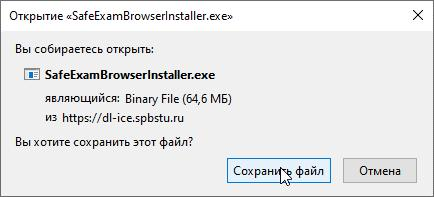 Открытие «SafeExamBrowserInstaller.exe»
Вы собираетесь открыть:
SafeExamBrowserInstaller.exe
являющийся: Binary File (64,6 МБ)
из https://dl-ice.spbstu.ru
Вы хотите сохранить этот файл?
Сохранить файл Отмена